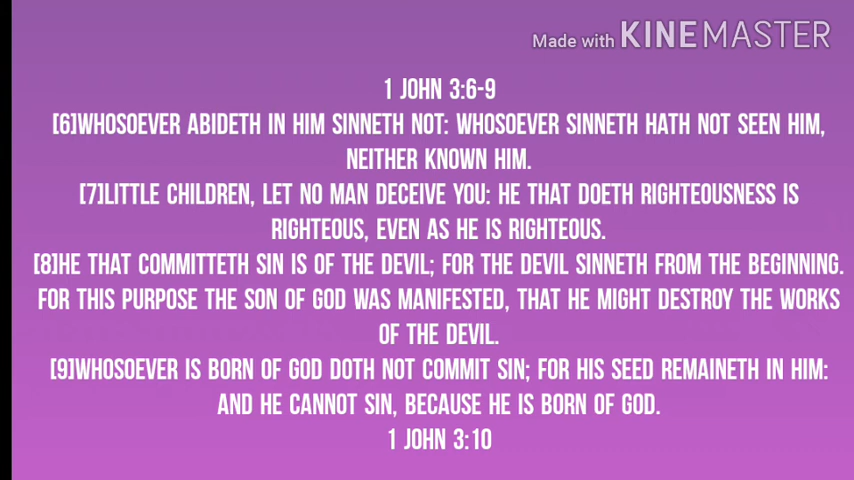 Made with KINEMASTER
1 JOHN 3:6-9
[6]WHOSOEVER ABIDETH IN HIM SINNETH NOT: WHOSOEVER SINNETH HATH NOT SEEN HIM,
NEITHER KNOWN HIM.
[7]LITTLE CHILDREN, LET NO MAN DECEIVE YOU: HE THAT DOETH RIGHTEOUSNESS IS
RIGHTEOUS, EVEN AS HE IS RIGHTEOUS.
[8]HE THAT COMMITTETH SIN IS OF THE DEVIL; FOR THE DEVIL SINNETH FROM THE BEGINNING.
FOR THIS PURPOSE THE SON OF GOD WAS MANIFESTED, THAT HE MIGHT DESTROY THE WORKS
OF THE DEVIL.
[9]WHOSOEVER IS BORN OF GOD DOTH NOT COMMIT SIN; FOR HIS SEED REMAINETH IN HIM:
AND HE CANNOT SIN, BECAUSE HE IS BORN OF GOD.
1 JOHN 3:10